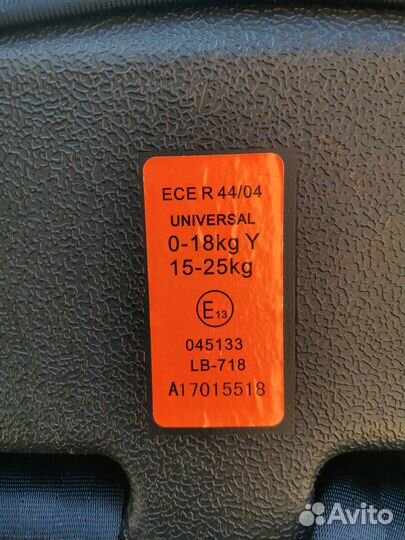 ECE R 44/04
UNIVERSAL
0-18kg Y
15-25kg
E13
045133
LB-718
A17015518
Avito